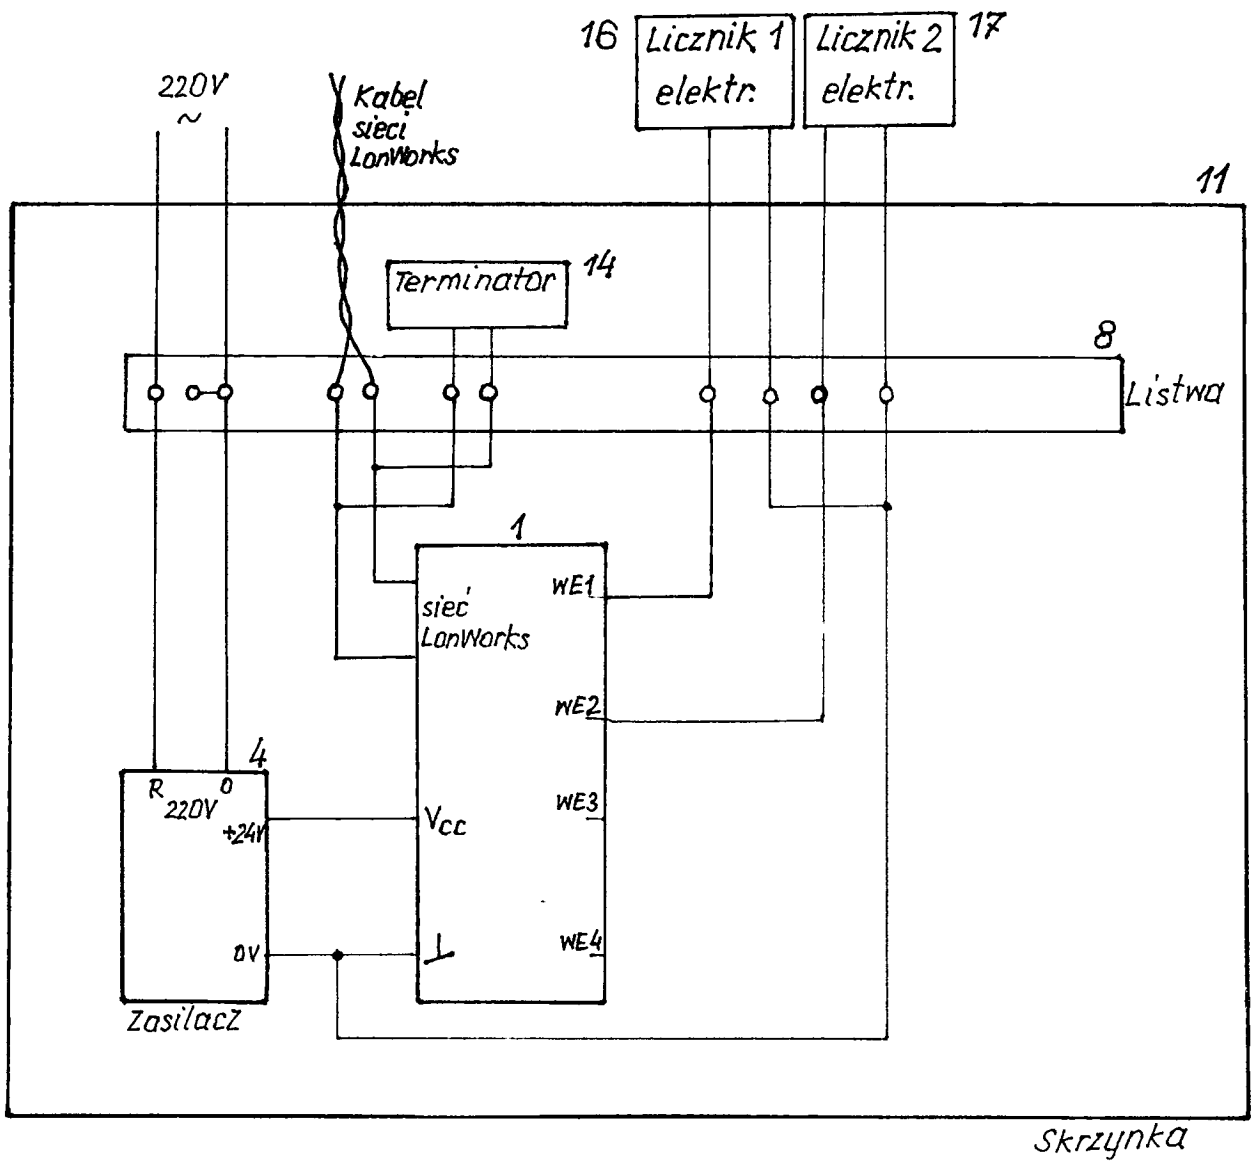 16
Licznik 1
elektr.
Licznik 2
elektr.
17
220V
~
Kabel
sieci
LonWorks
11
Terminator
14
8
Listwa
1
sieć
LonWorks
WE1
WE2
WE3
WE4
Vcc
4
R
0
220V
+24V
0V
Zasilacz
Skrzynka